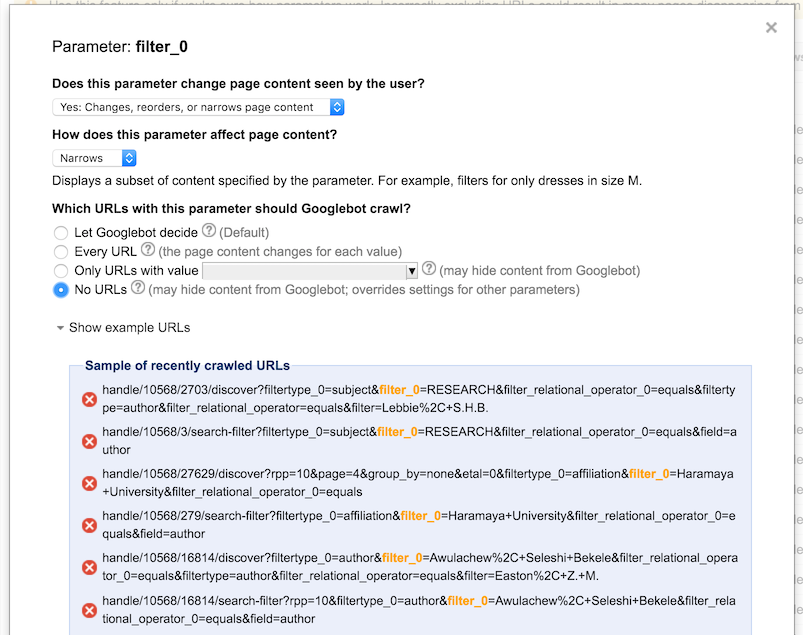 Use this feature only if you're sure how parameters work. Incorrectly excluding URLs could result in many pages disappearing from
Parameter: filter_0
Does this parameter change page content seen by the user?
Yes: Changes, reorders, or narrows page content
How does this parameter affect page content?
Narrows
Displays a subset of content specified by the parameter. For example, filters for only dresses in size M.
Which URLs with this parameter should Googlebot crawl?
Let Googlebot decide ? (Default)
Every URL ? (the page content changes for each value)
Only URLs with value ? (may hide content from Googlebot)
No URLs ? (may hide content from Googlebot; overrides settings for other parameters)
Show example URLs
Sample of recently crawled URLs
handle/10568/2703/discover?filtertype_0=subject&filter_0=RESEARCH&filter_relational_operator_0=equals&filterty
pe=author&filter_relational_operator=equals&filter=Lebbie%2C+S.H.B.
handle/10568/3/search-filter?filtertype_0=subject&filter_0=RESEARCH&filter_relational_operator_0=equals&field=a
uthor
handle/10568/27629/discover?rpp=10&page=4&group_by=none&etal=0&filtertype_0=affiliation&filter_0=Haramaya
+University&filter_relational_operator_0=equals
handle/10568/279/search-filter?filtertype_0=affiliation&filter_0=Haramaya+University&filter_relational_operator_0=e
quals&field=author
handle/10568/16814/discover?filtertype_0=author&filter_0=Awulachew%2C+Seleshi+Bekele&filter_relational_opera
tor_0=equals&filtertype=author&filter_relational_operator=equals&filter=Easton%2C+Z.+M.
handle/10568/16814/search-filter?rpp=10&filtertype_0=author&filter_0=Awulachew%2C+Seleshi+Bekele&filter_rela
tional_operator_0=equals&field=author